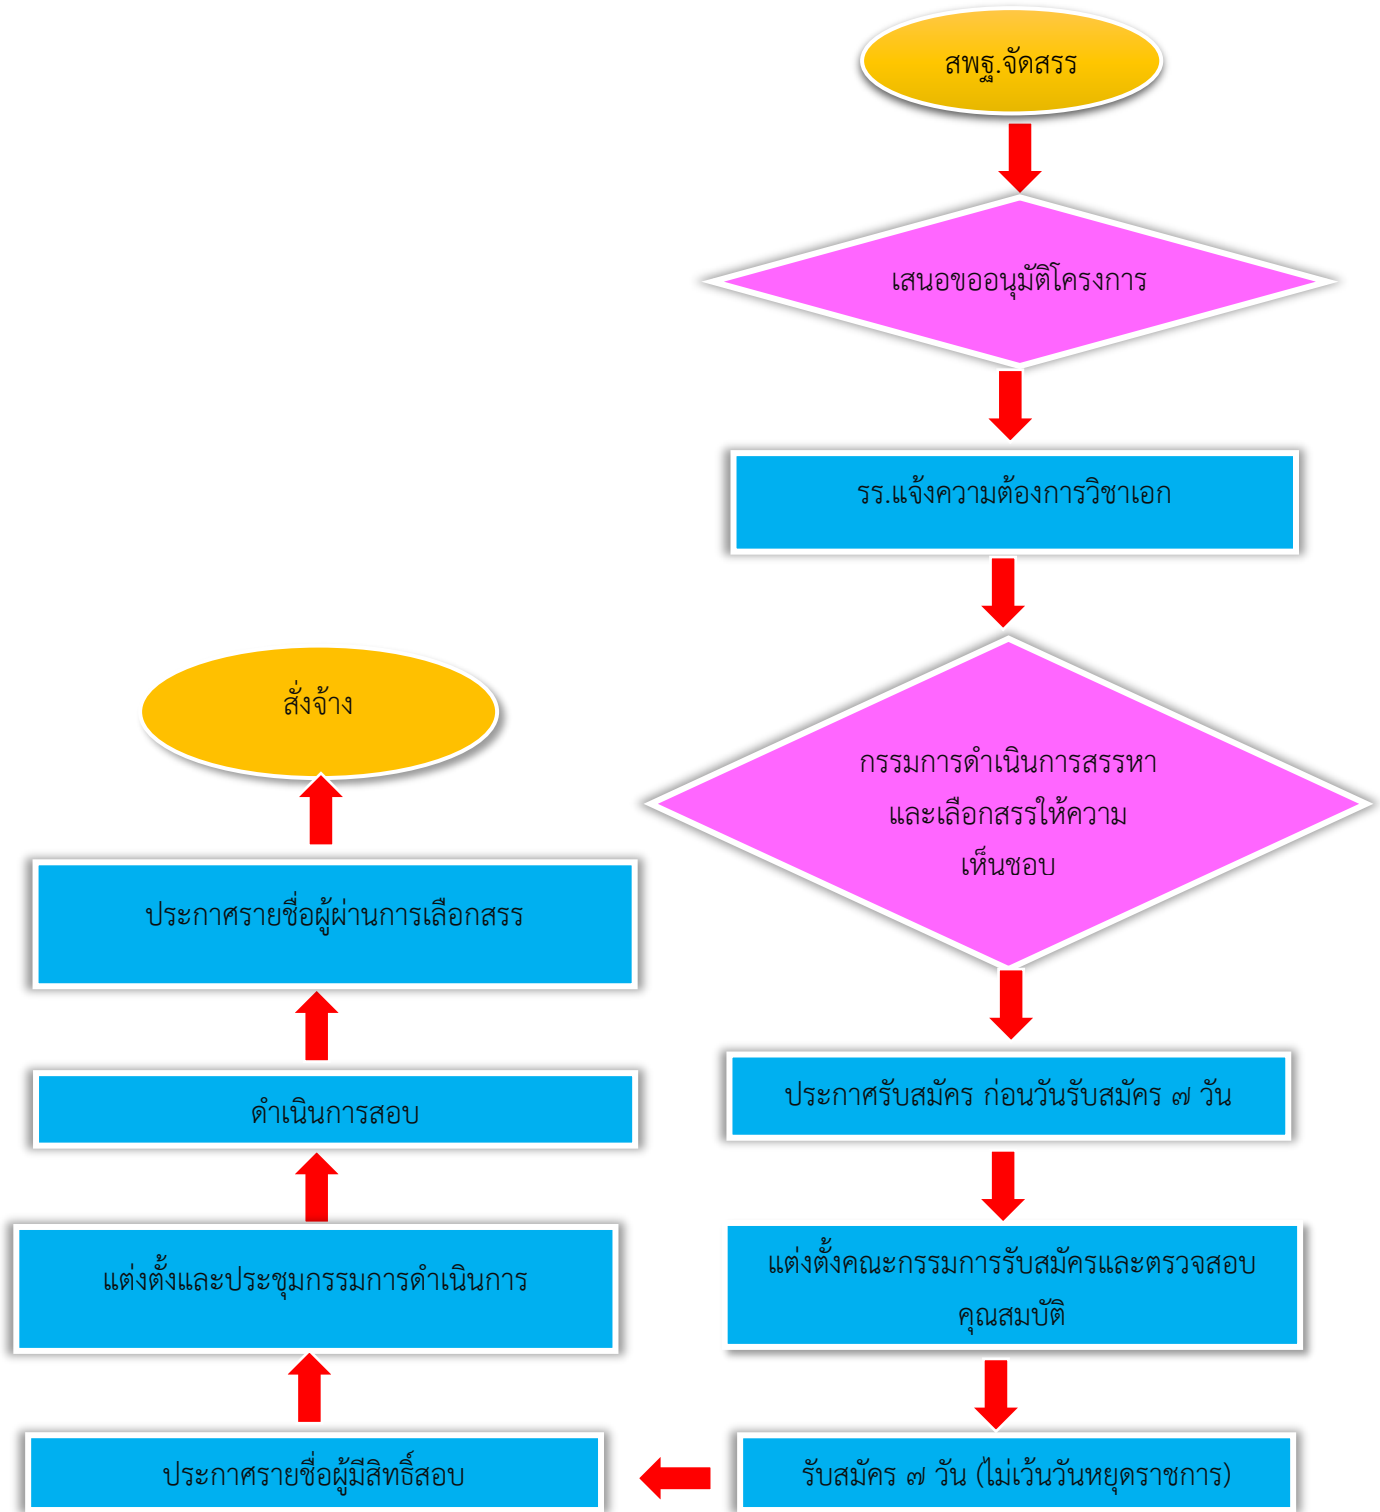 สพฐ.จัดสรร
เสนอขออนุมัติโครงการ
รร.แจ้งความต้องการวิชาเอก
กรรมการดำเนินการสรรหา
และเลือกสรรให้ความ
เห็นชอบ
ประกาศรับสมัคร ก่อนวันรับสมัคร ๗ วัน
แต่งตั้งคณะกรรมการรับสมัครและตรวจสอบ
คุณสมบัติ
รับสมัคร ๗ วัน (ไม่เว้นวันหยุดราชการ)
ประกาศรายชื่อผู้มีสิทธิ์สอบ
แต่งตั้งและประชุมกรรมการดำเนินการ
ดำเนินการสอบ
ประกาศรายชื่อผู้ผ่านการเลือกสรร
สั่งจ้าง